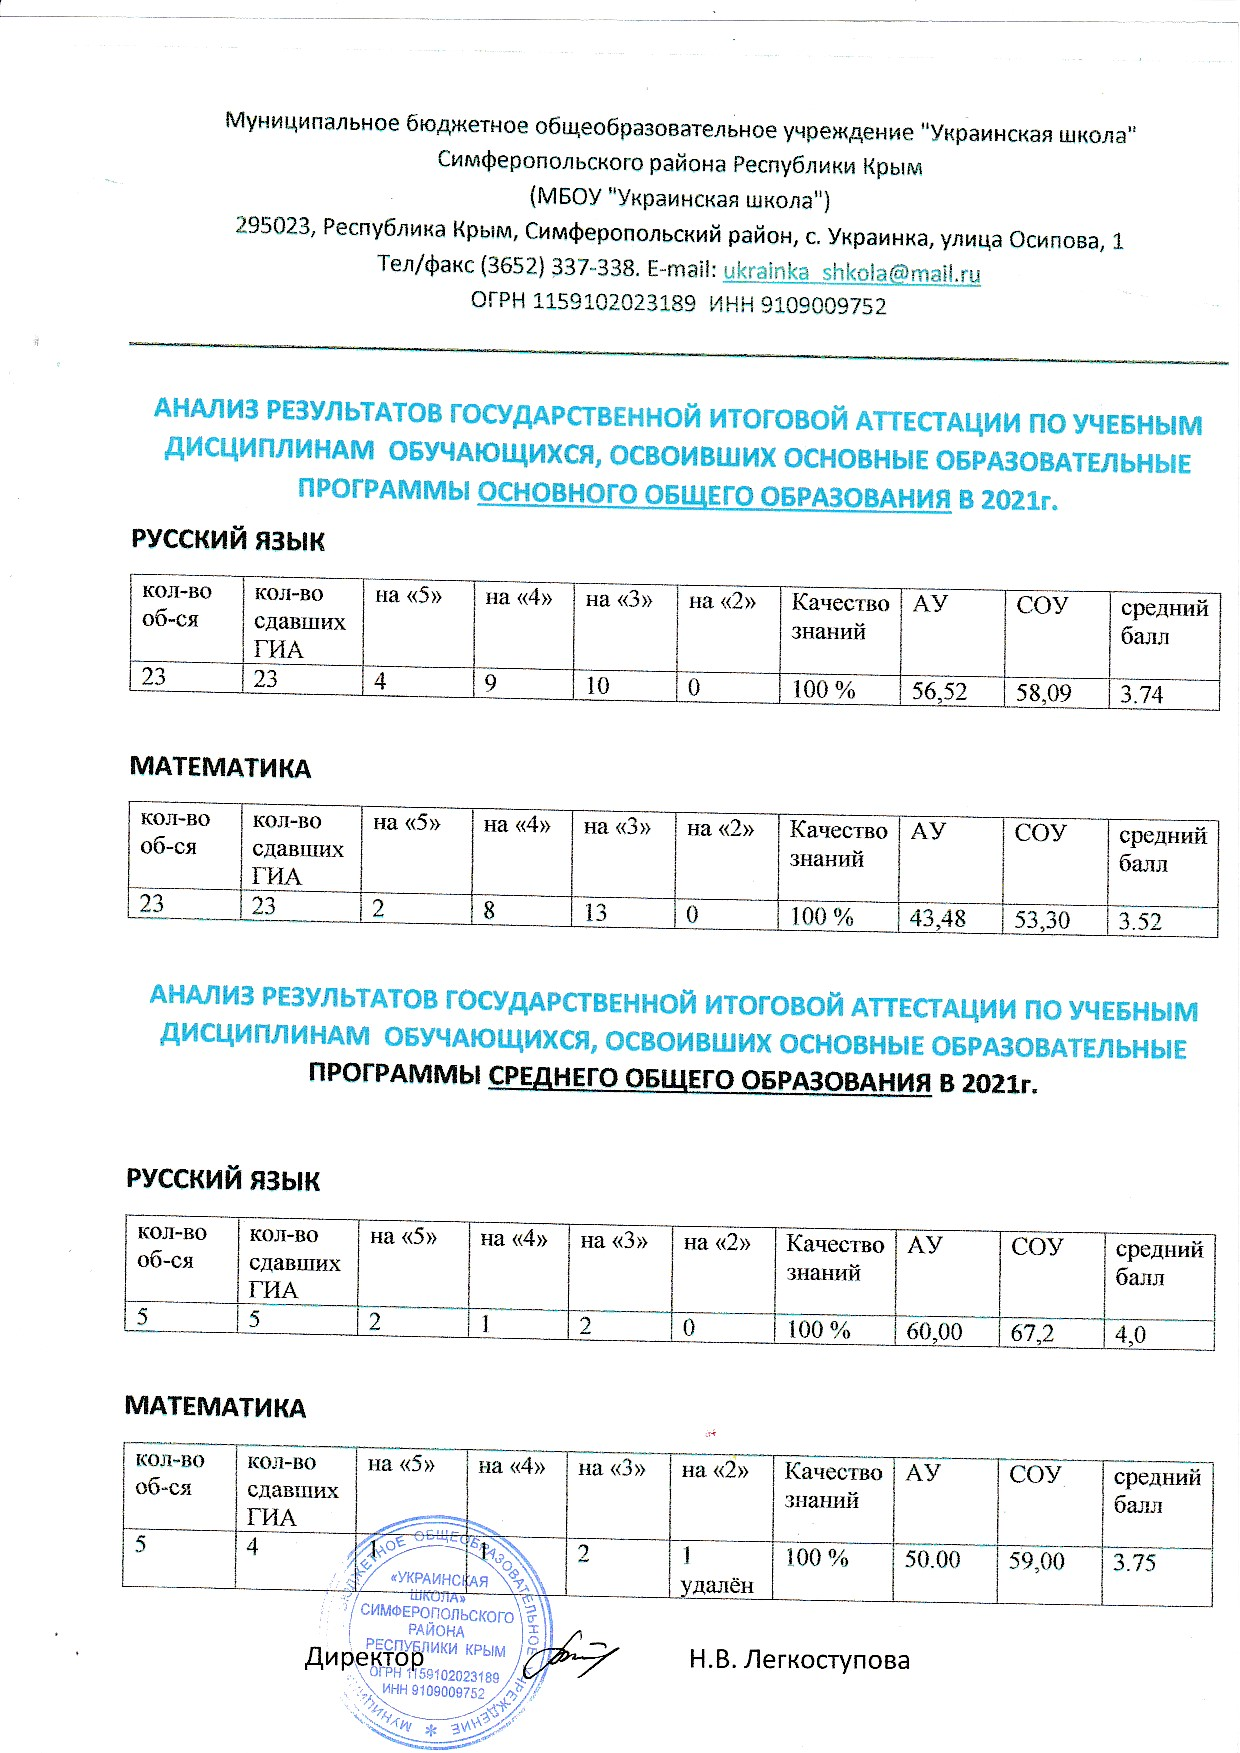 Муниципальное бюджетное общеобразовательное учреждение "Украинская школа"
Симферопольского района Республики Крым
(МБОУ "Украинская школа")
295023, Республика Крым, Симферопольский район, с. Украинка, улица Осипова, 1
Тел/факс (3652) 337-338. E-mail: ukrainka_shkola@mail.ru
ОГРН 1159102023189 ИНН 9109009752
АНАЛИЗ РЕЗУЛЬТАТОВ ГОСУДАРСТВЕННОЙ ИТОГОВОЙ АТТЕСТАЦИИ ПО УЧЕБНЫМ
ДИСЦИПЛИНАМ ОБУЧАЮЩИХСЯ, ОСВОИВШИХ ОСНОВНЫЕ ОБРАЗОВАТЕЛЬНЫЕ
ПРОГРАММЫ ОСНОВНОГО ОБЩЕГО ОБРАЗОВАНИЯ В 2021г.
РУССКИЙ ЯЗЫК
кол-во об-ся кол-во сдавших ГИА на «5» на «4» на «3» на «2» Качество знаний АУ СОУ средний балл
23 23 4 9 10 0 100 % 56,52 58,09 3.74
МАТЕМАТИКА
кол-во об-ся кол-во сдавших ГИА на «5» на «4» на «3» на «2» Качество знаний АУ СОУ средний балл
23 23 2 8 13 0 100 % 43,48 53,30 3.52
АНАЛИЗ РЕЗУЛЬТАТОВ ГОСУДАРСТВЕННОЙ ИТОГОВОЙ АТТЕСТАЦИИ ПО УЧЕБНЫМ
ДИСЦИПЛИНАМ ОБУЧАЮЩИХСЯ, ОСВОИВШИХ ОСНОВНЫЕ ОБРАЗОВАТЕЛЬНЫЕ
ПРОГРАММЫ СРЕДНЕГО ОБЩЕГО ОБРАЗОВАНИЯ В 2021г.
РУССКИЙ ЯЗЫК
кол-во об-ся кол-во сдавших ГИА на «5» на «4» на «3» на «2» Качество знаний АУ СОУ средний балл
5 5 2 1 2 0 100 % 60,00 67,2 4,0
МАТЕМАТИКА
кол-во об-ся кол-во сдавших ГИА на «5» на «4» на «3» на «2» Качество знаний АУ СОУ средний балл
5 4 1 1 2 1 удалён 100 % 50.00 59,00 3.75
Директор Н.В. Легкоступова
«УКРАИНСКАЯ
ШКОЛА»
СИМФЕРОПОЛЬСКОГО
РАЙОНА
РЕСПУБЛИКИ КРЫМ
ОГРН 1159102023189
ИНН 9109009752
ОБЩЕОБРАЗОВАТЕЛЬНОЕ